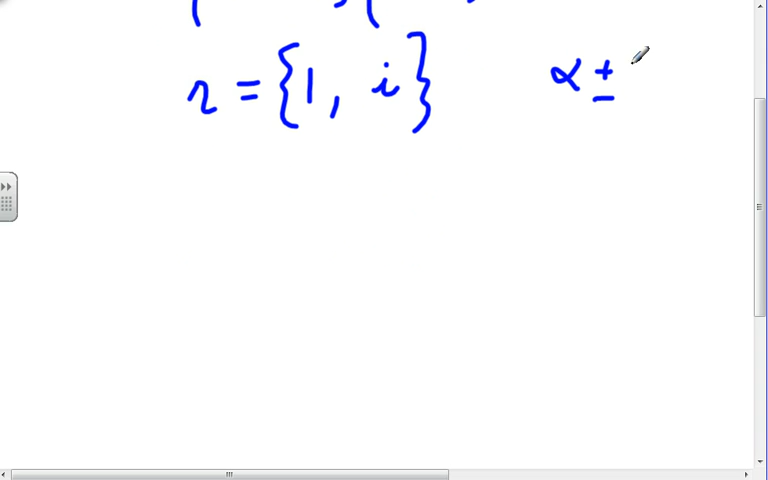 r = {1, i} α ±